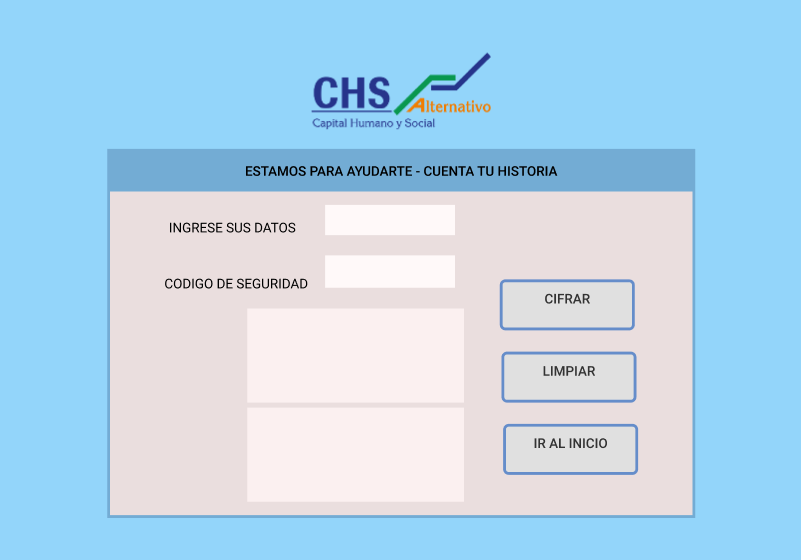 CHS
Alternativo
Capital Humano y Social
ESTAMOS PARA AYUDARTE - CUENTA TU HISTORIA
INGRESE SUS DATOS
CODIGO DE SEGURIDAD
CIFRAR
LIMPIAR
IR AL INICIO